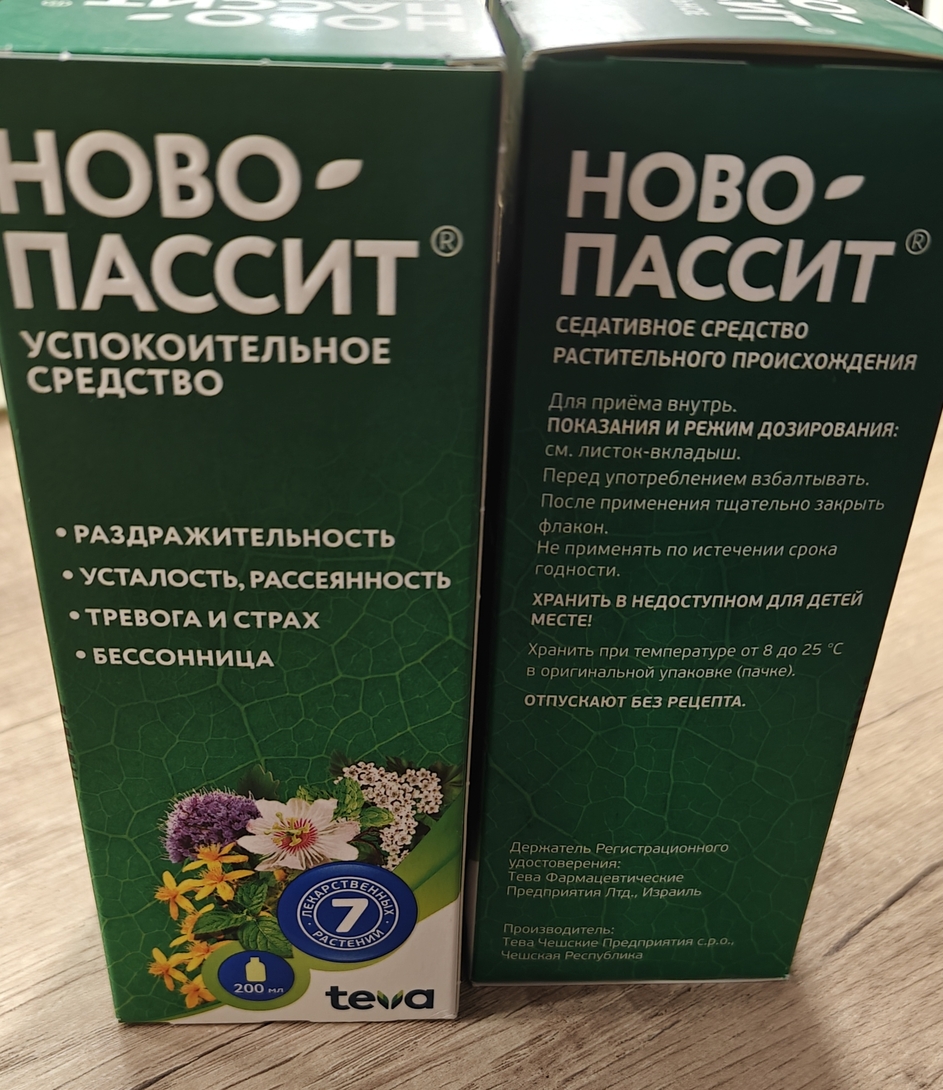 НОВО-
ПАССИТ®
УСПОКОИТЕЛЬНОЕ
СРЕДСТВО
• РАЗДРАЖИТЕЛЬНОСТЬ
• УСТАЛОСТЬ, РАССЕЯННОСТЬ
• ТРЕВОГА И СТРАХ
• БЕССОННИЦА
• ЛЕКАРСТВЕННЫХ •
7
РАСТЕНИЙ
200 мл
teva
НОВО-
ПАССИТ®
СЕДАТИВНОЕ СРЕДСТВО
РАСТИТЕЛЬНОГО ПРОИСХОЖДЕНИЯ
Для приёма внутрь.
ПОКАЗАНИЯ И РЕЖИМ ДОЗИРОВАНИЯ:
см. листок-вкладыш.
Перед употреблением взбалтывать.
После применения тщательно закрыть
флакон.
Не применять по истечении срока
годности.
ХРАНИТЬ В НЕДОСТУПНОМ ДЛЯ ДЕТЕЙ
МЕСТЕ!
Хранить при температуре от 8 до 25 °C
в оригинальной упаковке (пачке).
ОТПУСКАЮТ БЕЗ РЕЦЕПТА.
Держатель Регистрационного
удостоверения:
Тева Фармацевтические
Предприятия Лтд., Израиль
Производитель:
Тева Чешские Предприятия с.р.о.,
Чешская Республика